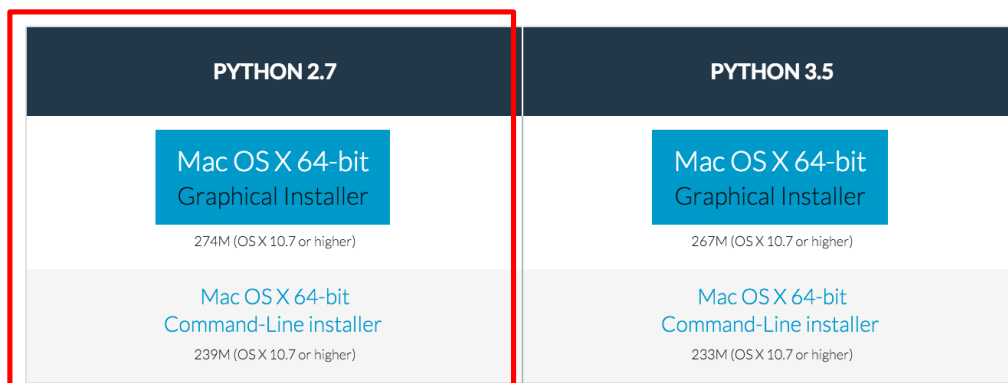 PYTHON 2.7
Mac OS X 64-bit
Graphical Installer
274M (OS X 10.7 or higher)
Mac OS X 64-bit
Command-Line installer
239M (OS X 10.7 or higher)
PYTHON 3.5
Mac OS X 64-bit
Graphical Installer
267M (OS X 10.7 or higher)
Mac OS X 64-bit
Command-Line installer
233M (OS X 10.7 or higher)